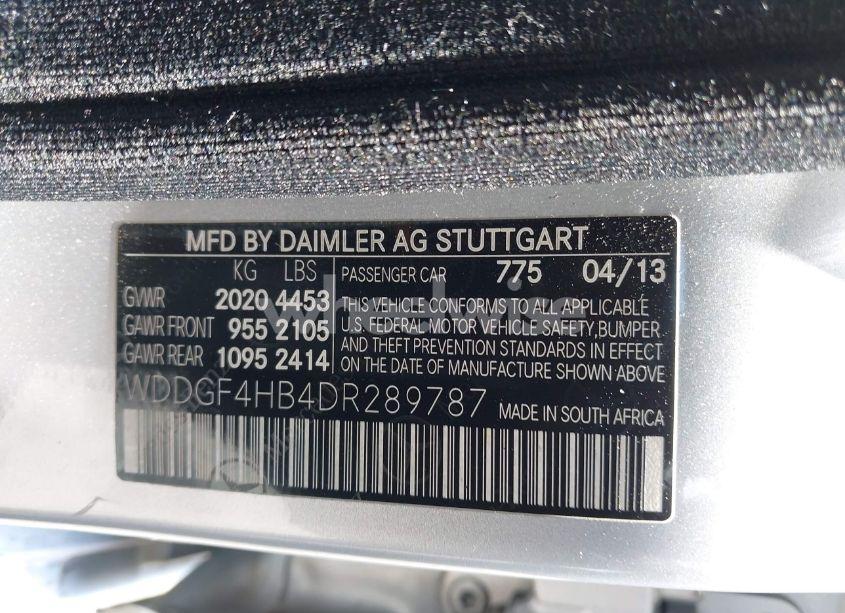 MFD BY DAIMLER AG STUTTGART
KG LBS PASSENGER CAR 775 04/13
GVWR 2020 4453
GAWR FRONT 955 2105
GAWR REAR 1095 2414
THIS VEHICLE CONFORMS TO ALL APPLICABLE
U.S. FEDERAL MOTOR VEHICLE SAFETY, BUMPER
AND THEFT PREVENTION STANDARDS IN EFFECT
ON THE DATE OF MANUFACTURE SHOWN ABOVE.
WDDGF4HB4DR289787 MADE IN SOUTH AFRICA